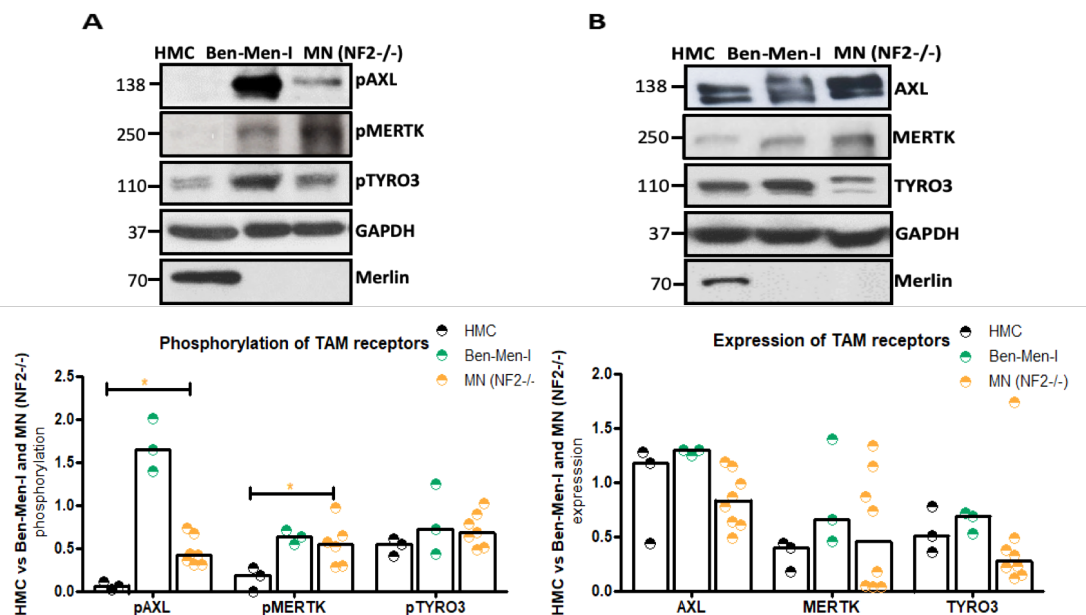 A
HMC Ben-Men-I MN (NF2-/-)
138 pAXL
250 pMERTK
110 pTYRO3
37 GAPDH
70 Merlin
B
HMC Ben-Men-I MN (NF2-/-)
138 AXL
250 MERTK
110 TYRO3
37 GAPDH
70 Merlin
Phosphorylation of TAM receptors
HMC
Ben-Men-I
MN (NF2-/-
HMC vs Ben-Men-I and MN (NF2-/-)
phosphorylation
2.5
2.0
1.5
1.0
0.5
0.0
*
*
pAXL pMERTK pTYRO3
Expression of TAM receptors
HMC
Ben-Men-I
MN (NF2-/-)
HMC vs Ben-Men-I and MN (NF2-/-)
expresssion
2.0
1.5
1.0
0.5
0.0
AXL MERTK TYRO3